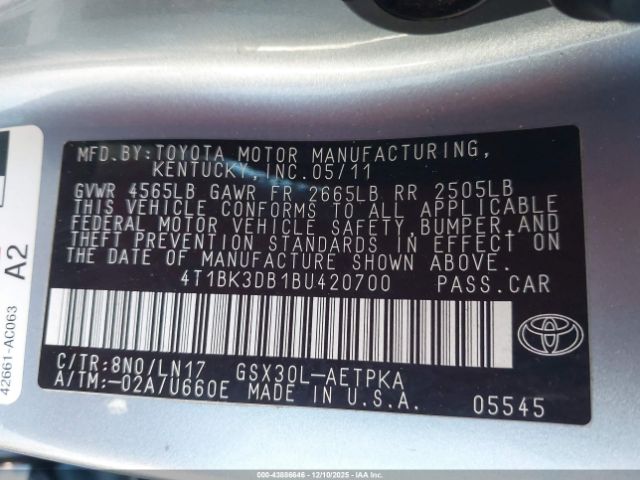 MFD.BY:TOYOTA MOTOR MANUFACTURING,
KENTUCKY,INC.05/11
GVWR 4565LB GAWR FR 2665LB RR 2505LB
THIS VEHICLE CONFORMS TO ALL APPLICABLE
FEDERAL MOTOR VEHICLE SAFETY,BUMPER,AND
THEFT PREVENTION STANDARDS IN EFFECT ON
THE DATE OF MANUFACTURE SHOWN ABOVE.
4T1BK3DB1BU420700 PASS.CAR
C/TR:8N0/LN17 GSX30L-AETPKA
A/TM:-02A/U660E MADE IN U.S.A.
05545
A2
42661-AC063
000-43886646 - 12/10/2025 - IAA